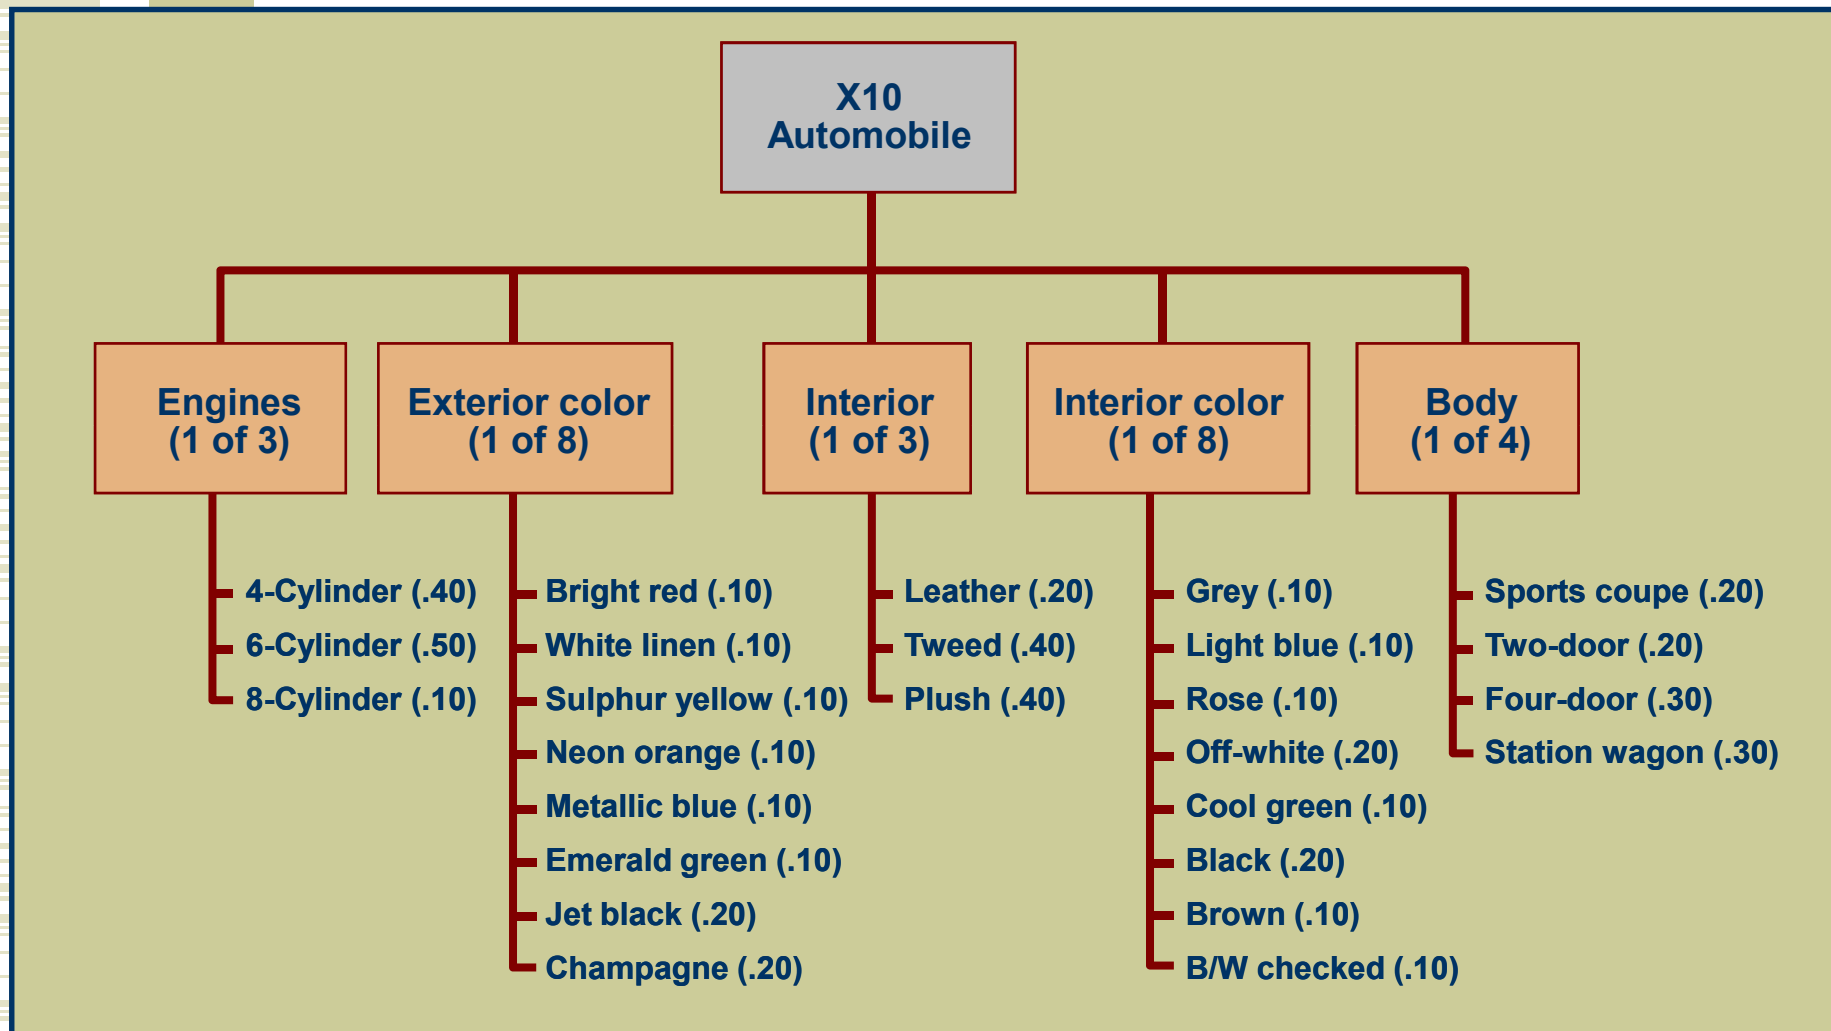 X10
Automobile
Engines
(1 of 3)
Exterior color
(1 of 8)
Interior
(1 of 3)
Interior color
(1 of 8)
Body
(1 of 4)
4-Cylinder (.40)
6-Cylinder (.50)
8-Cylinder (.10)
Bright red (.10)
White linen (.10)
Sulphur yellow (.10)
Neon orange (.10)
Metallic blue (.10)
Emerald green (.10)
Jet black (.20)
Champagne (.20)
Leather (.20)
Tweed (.40)
Plush (.40)
Grey (.10)
Light blue (.10)
Rose (.10)
Off-white (.20)
Cool green (.10)
Black (.20)
Brown (.10)
B/W checked (.10)
Sports coupe (.20)
Two-door (.20)
Four-door (.30)
Station wagon (.30)